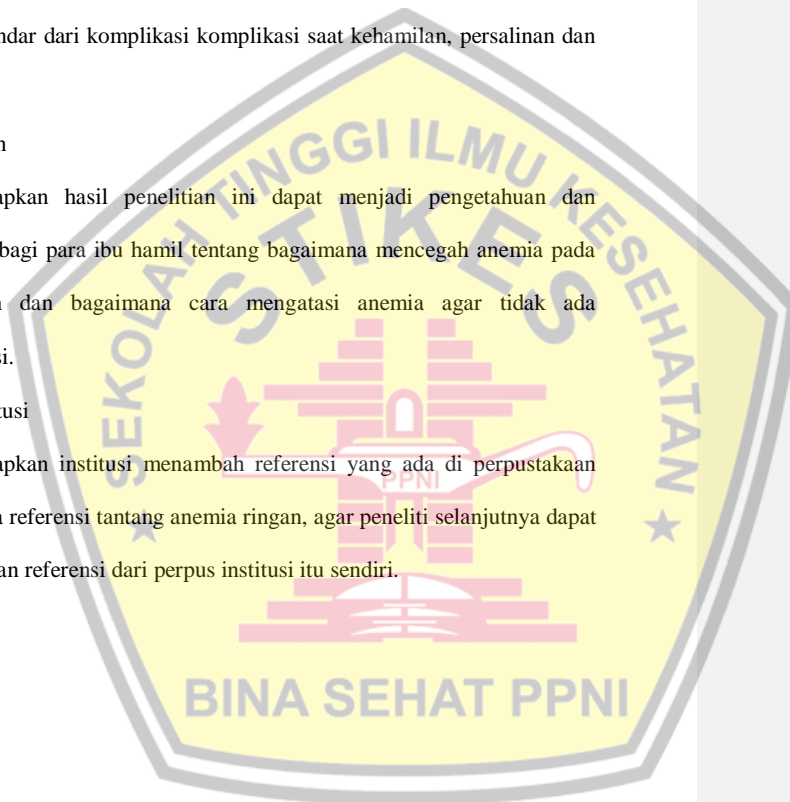 ndar dari komplikasi komplikasi saat kehamilan, persalinan dan
n
apkan hasil penelitian ini dapat menjadi pengetahuan dan
bagi para ibu hamil tentang bagaimana mencegah anemia pada
n dan bagaimana cara mengatasi anemia agar tidak ada
si.
tusi
apkan institusi menambah referensi yang ada di perpustakaan
a referensi tantang anemia ringan, agar peneliti selanjutnya dapat
an referensi dari perpus institusi itu sendiri.
SEKOLAH TINGGI ILMU KESEHATAN
STIKES
PPNI
BINA SEHAT PPNI